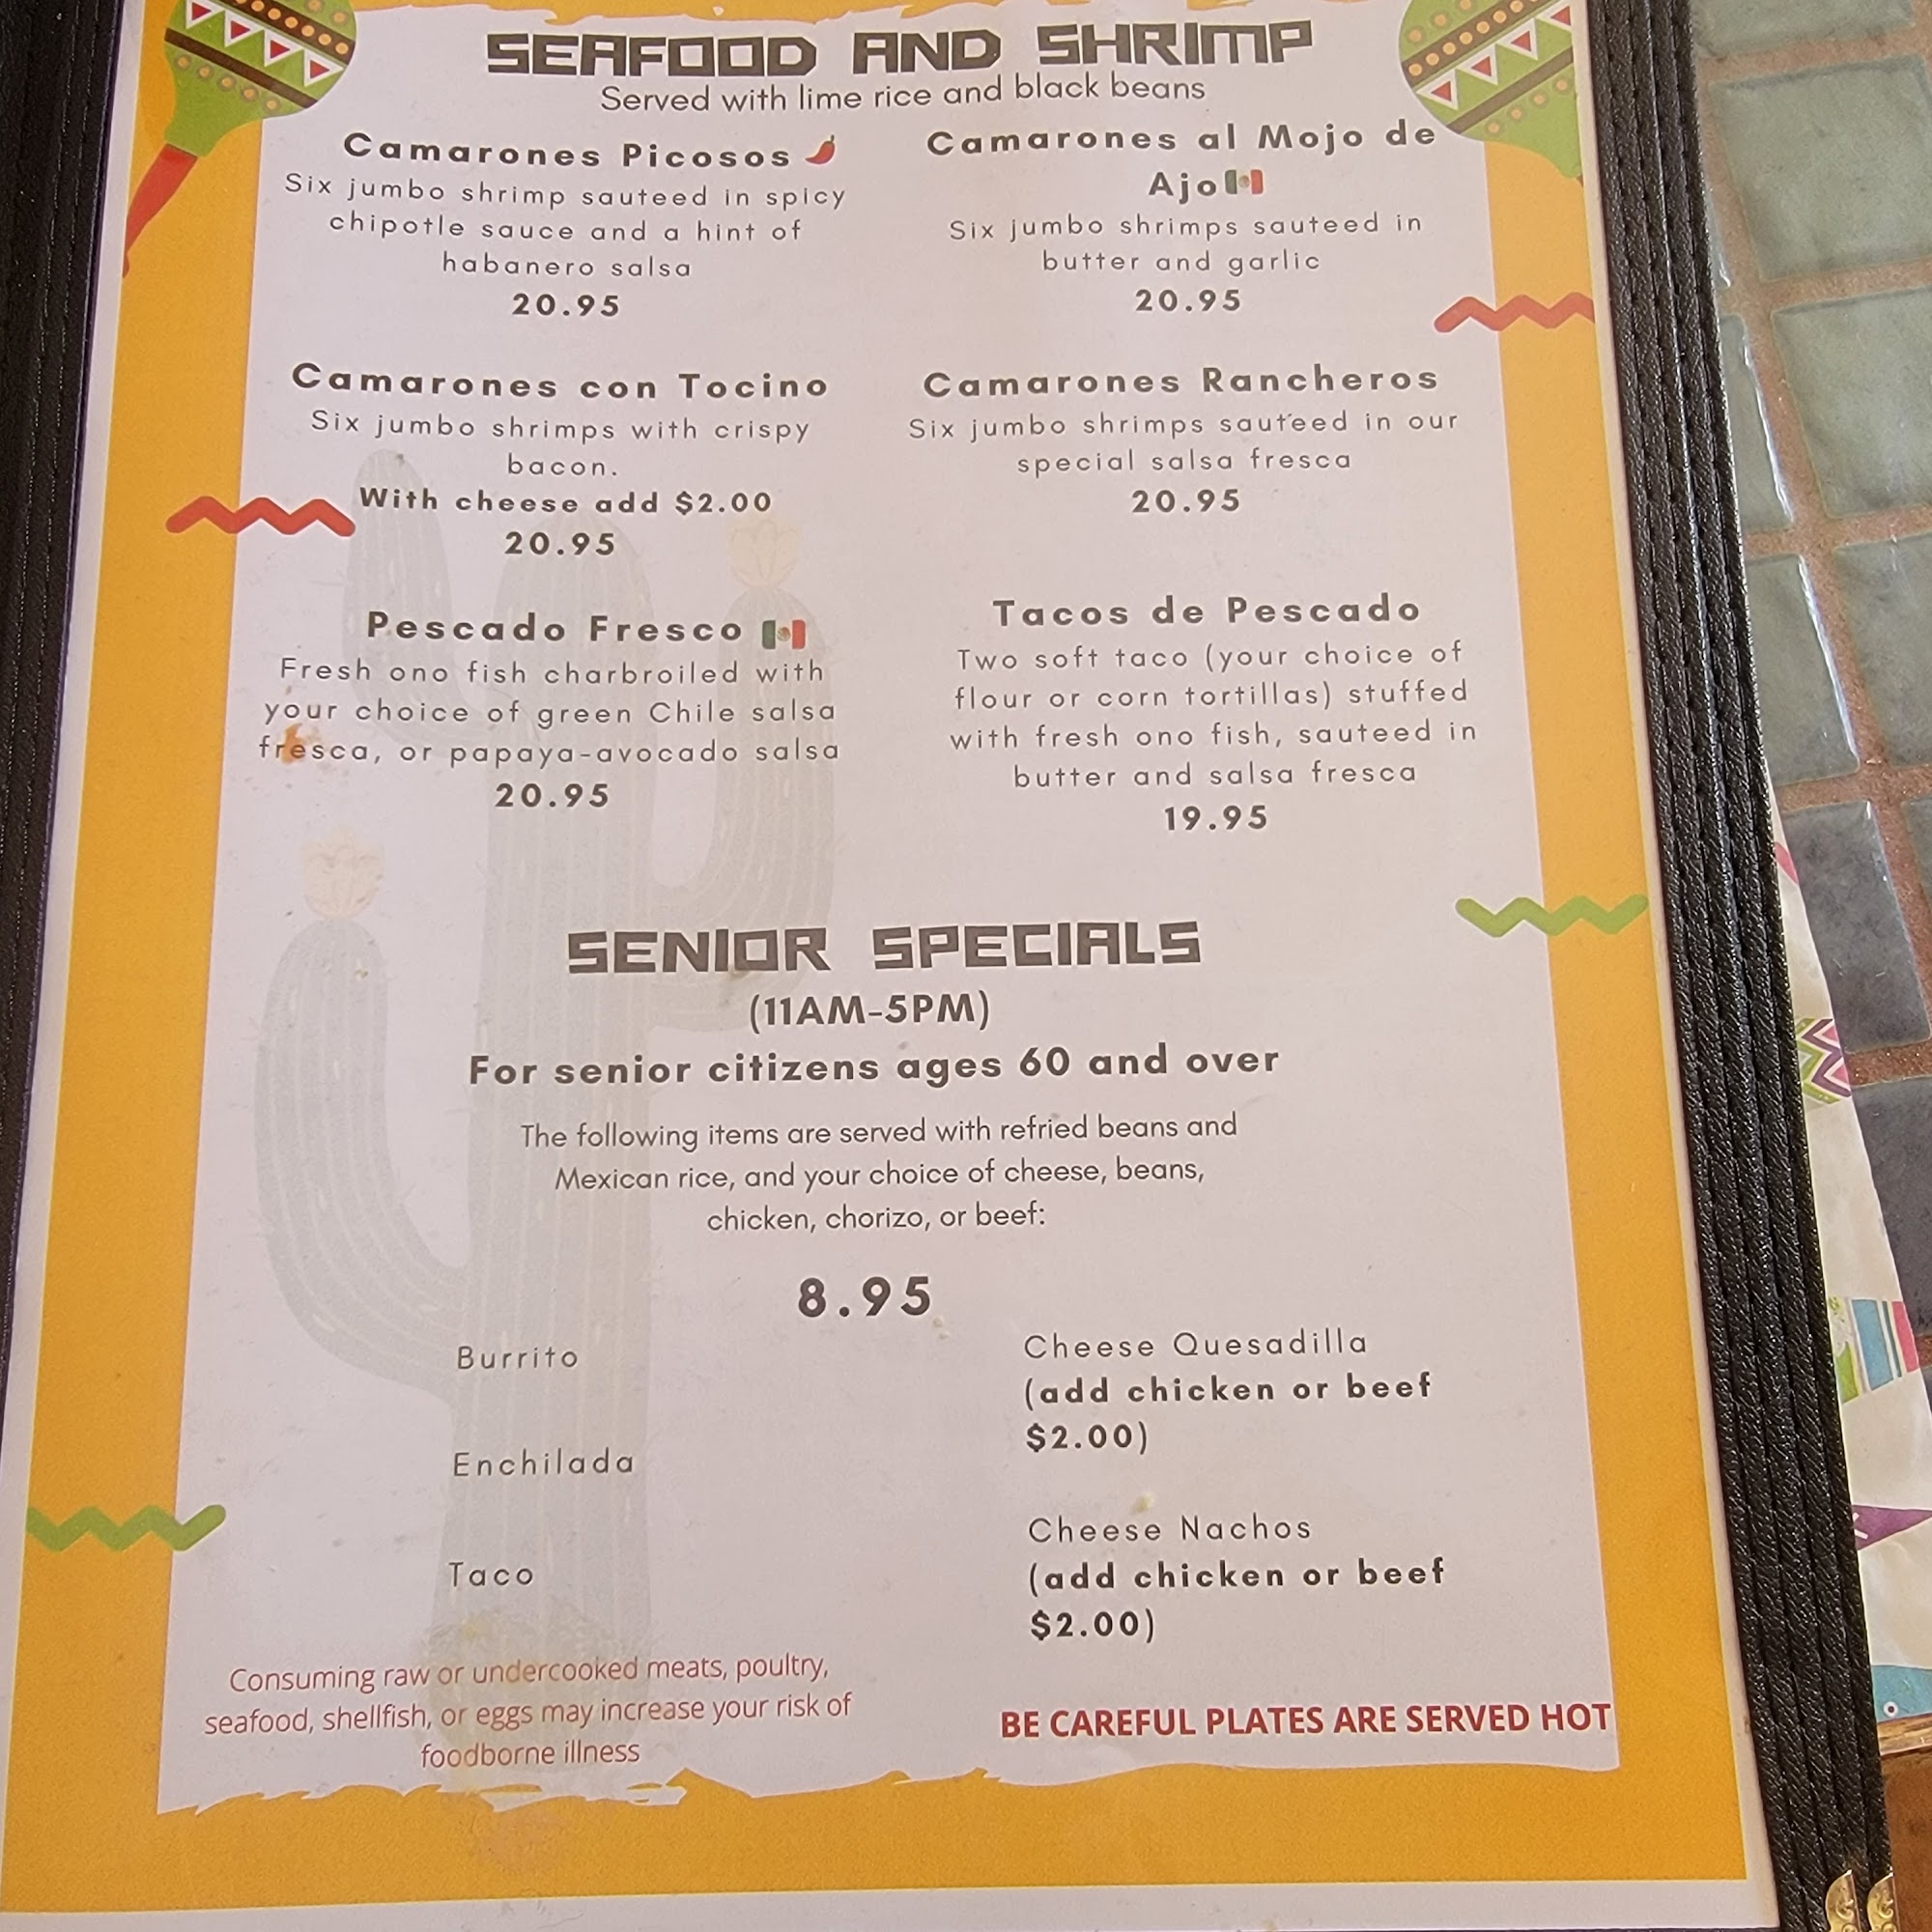 SEAFOOD AND SHRIMP
Served with lime rice and black beans
Camarones Picosos
Six jumbo shrimp sauteed in spicy
chipotle sauce and a hint of
habanero salsa
20.95
Camarones al Mojo de
Ajo
Six jumbo shrimps sauteed in
butter and garlic
20.95
Camarones con Tocino
Six jumbo shrimps with crispy
bacon.
With cheese add $2.00
20.95
Camarones Rancheros
Six jumbo shrimps sauteed in our
special salsa fresca
20.95
Pescado Fresco
Fresh ono fish charbroiled with
your choice of green Chile salsa
fresca, or papaya-avocado salsa
20.95
Tacos de Pescado
Two soft taco (your choice of
flour or corn tortillas) stuffed
with fresh ono fish, sauteed in
butter and salsa fresca
19.95
SENIOR SPECIALS
(11AM-5PM)
For senior citizens ages 60 and over
The following items are served with refried beans and
Mexican rice, and your choice of cheese, beans,
chicken, chorizo, or beef:
8.95
Burrito
Enchilada
Taco
Cheese Quesadilla
(add chicken or beef
$2.00)
Cheese Nachos
(add chicken or beef
$2.00)
Consuming raw or undercooked meats, poultry,
seafood, shellfish, or eggs may increase your risk of
foodborne illness
BE CAREFUL PLATES ARE SERVED HOT